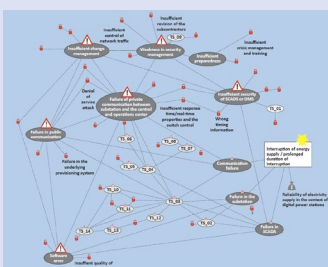 Insufficient
control of
network traffic
Insufficient
revision of the
subcontractors
TS_09
Insufficient change
management
Weakness in security
management
Insufficient
preparedness
Insufficient
crisis management
and training
Denial
of
service
attack
Failure of private
communication between
substation and the control
and operations center
Insufficient security
of SCADA or DMS
TS_01
Insufficient response
time/real-time
properties and the
switch control
Wrong
timing
information
Failure in public
communication
TS_06
TS_08
TS_07
Interruption of energy
supply / prolonged
duration of
interruption
Failure in the
underlying
provisioning system
Communication
failure
TS_05
TS_04
TS_10
TS_03
Failure in the
substation
Reliability of electricity
supply in the context of
digital power stations
TS_11
TS_12
TS_02
TS_14
TS_13
Failure in
SCADA
Software
error
Insuffient quality of